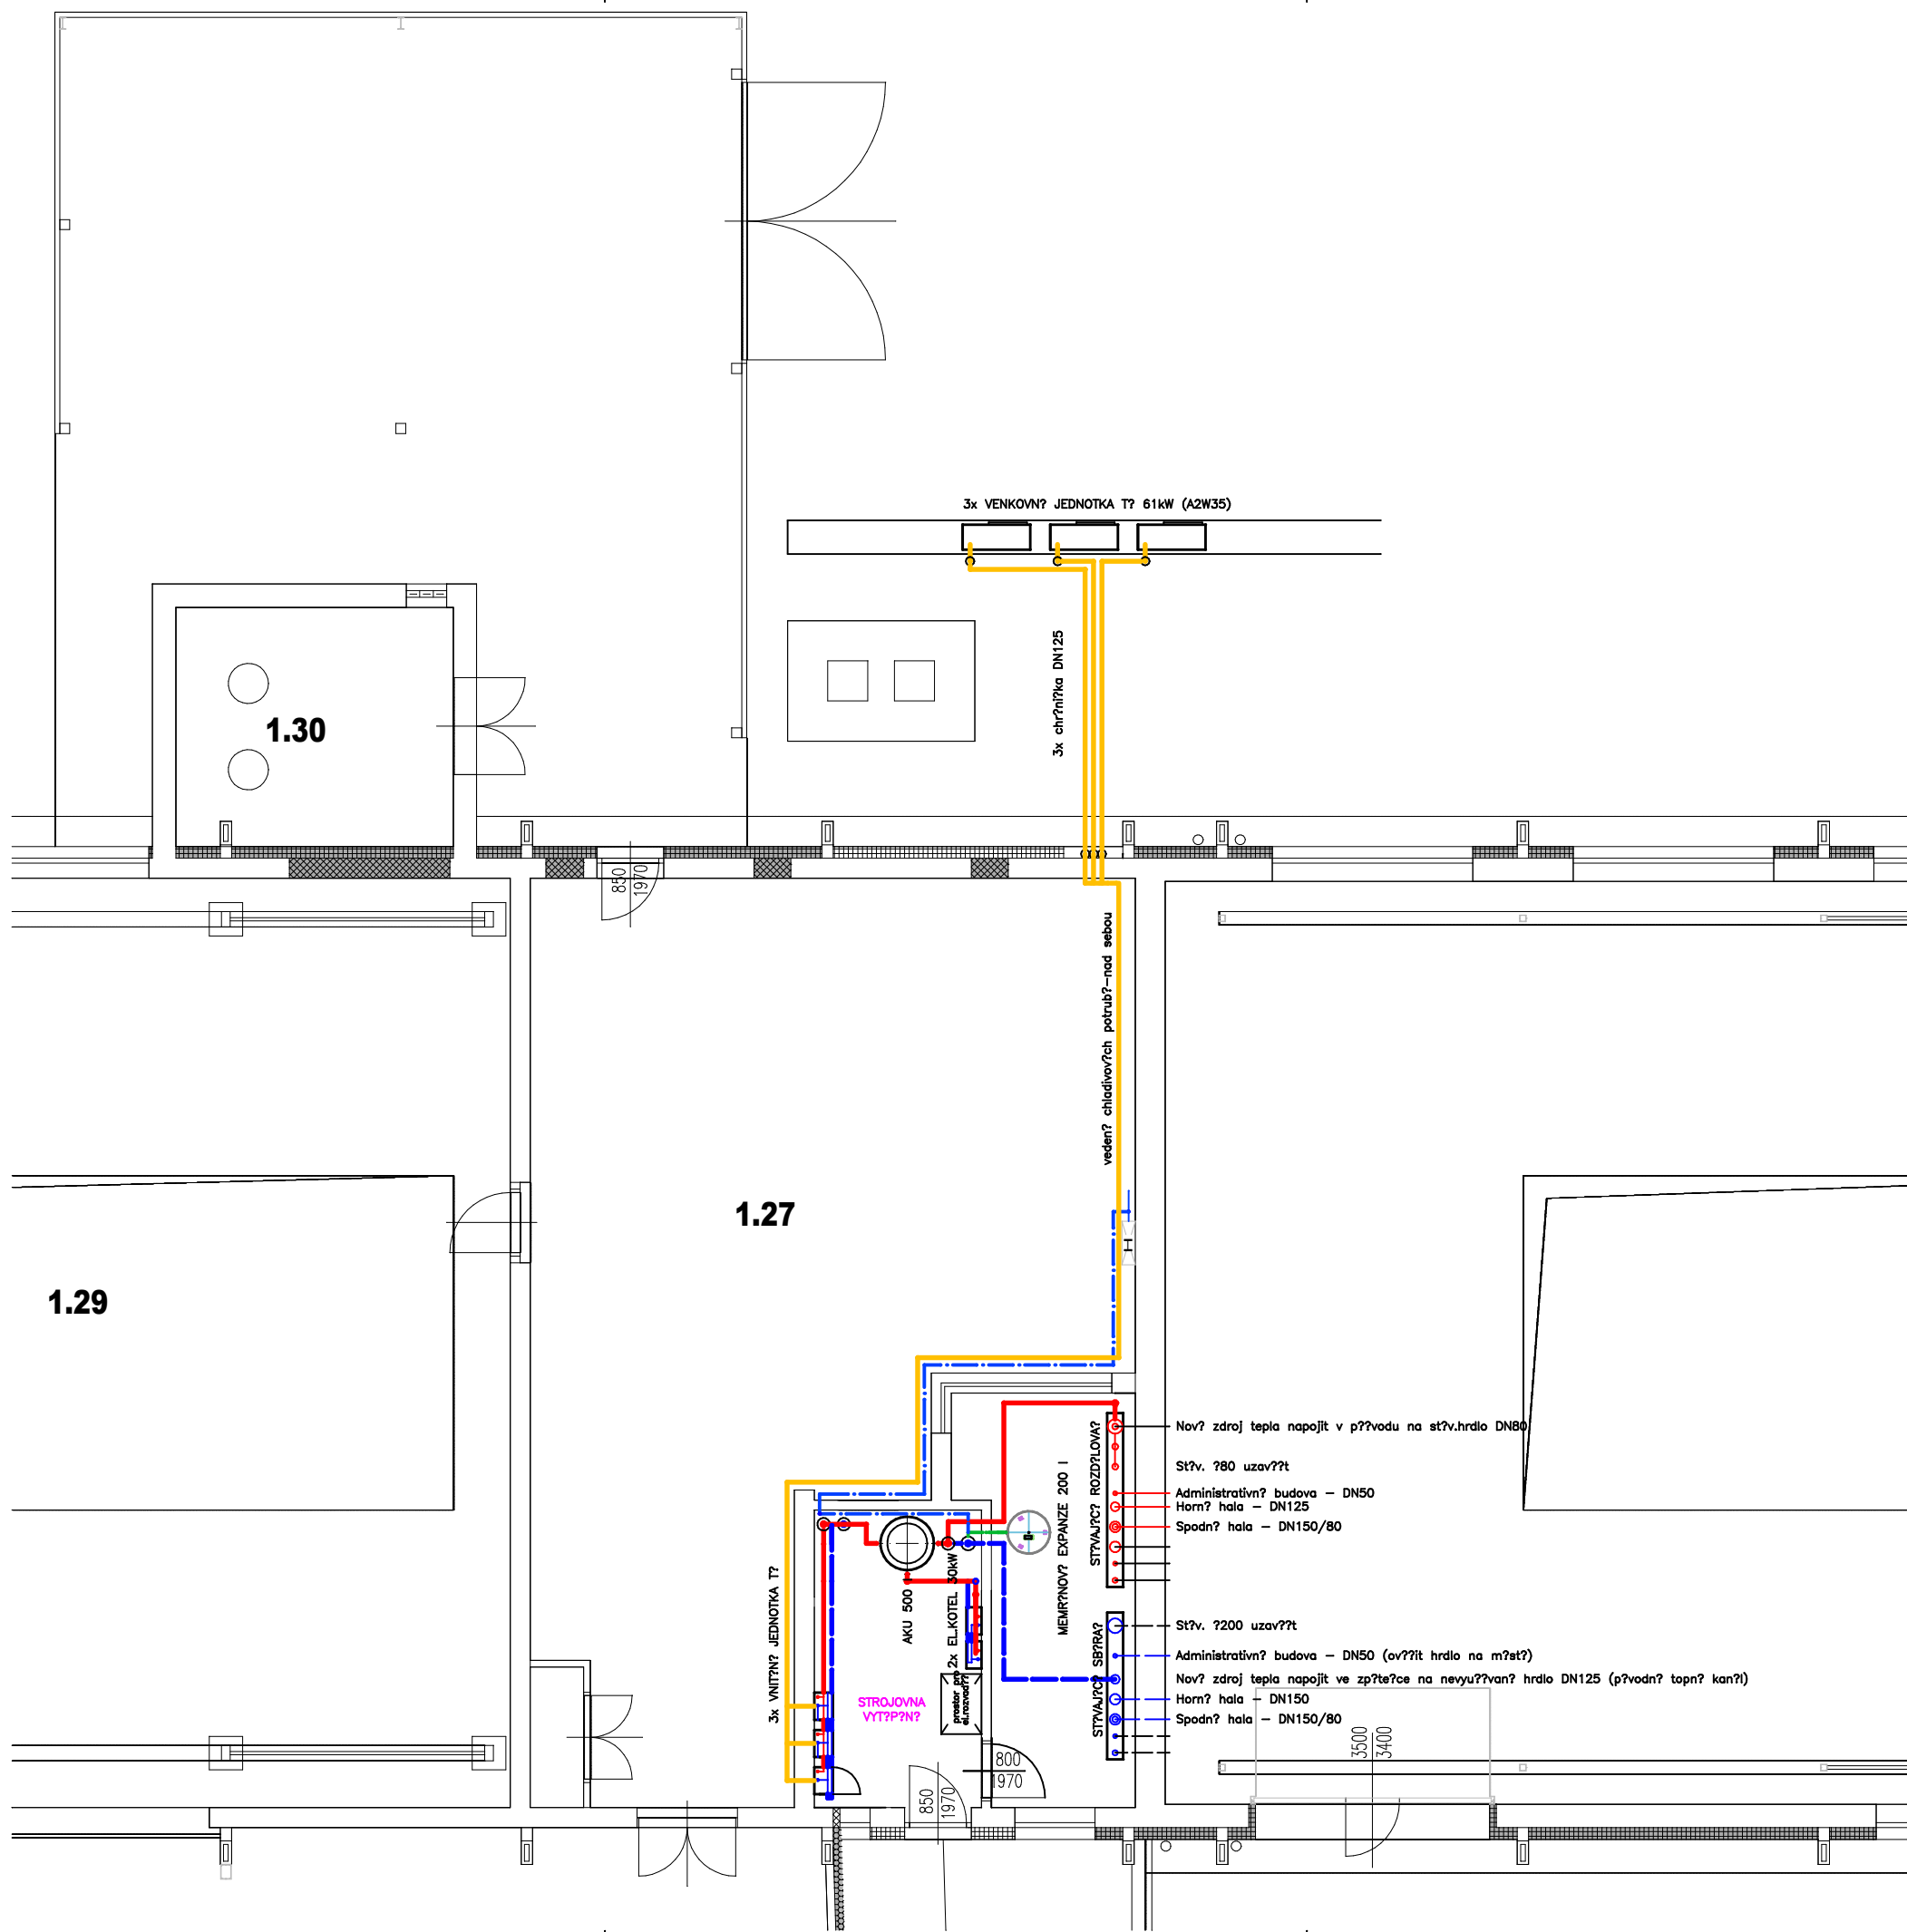 3x VENKOVN? JEDNOTKA T? 61kW (A2W35)
3x chr?ni?ka DN125
1.30
850
1970
veden? chladivov?ch potrub?-nad sebou
1.27
1.29
ST?VAJ?C? ROZD?LOVA?
Nov? zdroj tepla napojit v p??vodu na st?v.hrdlo DN80
St?v. ?80 uzav??t
Administrativn? budova - DN50
Horn? hala - DN125
Spodn? hala - DN150/80
MEMR?NOV? EXPANZE 200 l
AKU 500 l
2x EL.KOTEL 30kW
3x VNIT?N? JEDNOTKA T?
STROJOVNA
VYT?P?N?
prostor pro
el.rozvad??
ST?VAJ?C? SB?RA?
St?v. ?200 uzav??t
Administrativn? budova - DN50 (ov??it hrdlo na m?st?)
Nov? zdroj tepla napojit ve zp?te?ce na nevyu??van? hrdlo DN125 (p?vodn? topn? kan?l)
Horn? hala - DN150
Spodn? hala - DN150/80
800
1970
850
1970
3500
3400